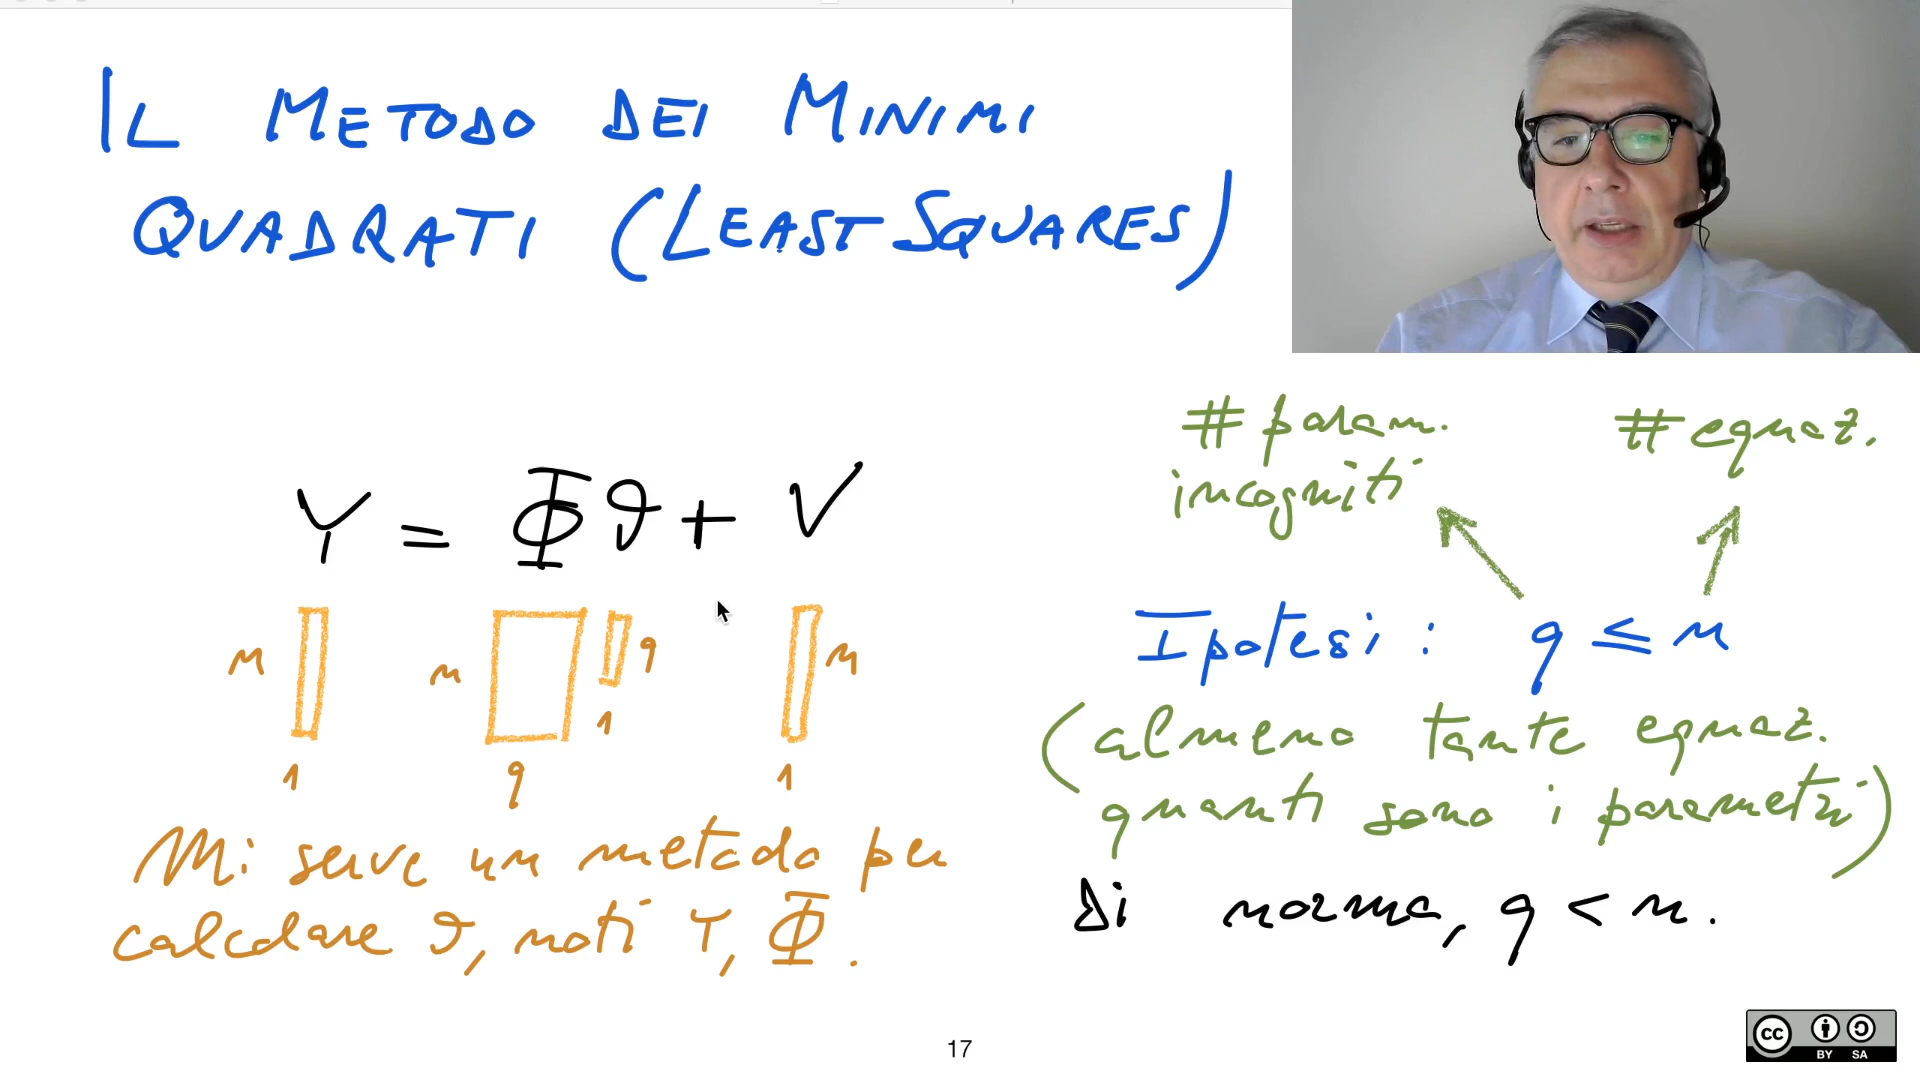 IL METODO DEI MINIMI
QUADRATI (LEAST SQUARES)
# param.
incogniti
# equaz.
Y = Φϑ + V
Ipotesi : q ≤ n
n
n
q
n
1
q
1
1
(almeno tante equaz.
quanti sono i parametri)
Mi serve un metodo per
calcolare ϑ, noti Y, Φ.
Di norma, q < n.
17
cc
BY SA